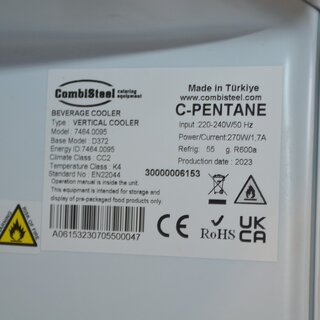 CombiSteel catering equipment
BEVERAGE COOLER
Type : VERTICAL COOLER
Model : 7464.0095
Base Model : D372
Energy ID:7464.0095
Climate Class : CC2
Temperature Class : K4
Standard No : EN22044
Operation manual is inside the unit.
This equipment is intended for storage and
display of pre-packaged food products only.
A06153230705500047
Made in Türkiye
www.combisteel.com
C-PENTANE
Input :220-240V/50 Hz
Power/Current:270W/1,7A
Refrig: 55 g. R600a
Production date : 2023
30000006153
CE
RoHS
UK
CA
RISK OF FIRE